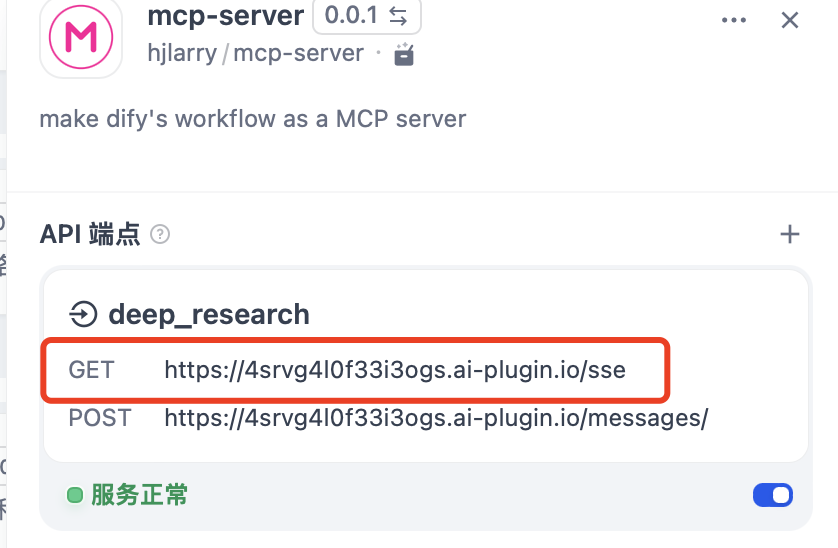 mcp-server 0.0.1
hjlarry / mcp-server
make dify's workflow as a MCP server
API 端点
deep_research
GET https://4srvg4l0f33i3ogs.ai-plugin.io/sse
POST https://4srvg4l0f33i3ogs.ai-plugin.io/messages/
服务正常